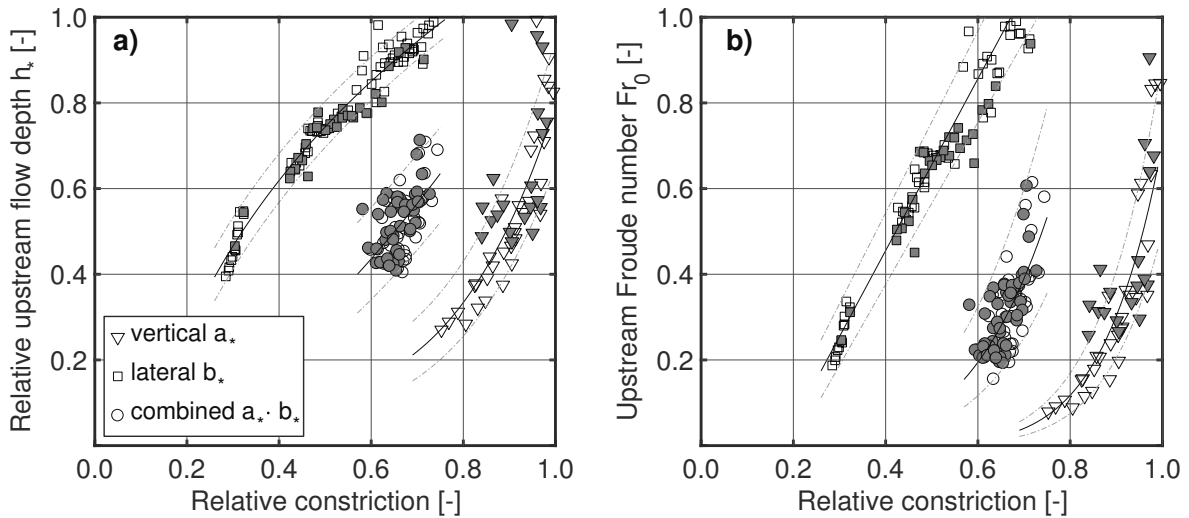 a)
Relative upstream flow depth h* [-]
1.0
0.8
0.6
0.4
0.2
vertical a*
lateral b*
combined a* · b*
0.0 0.2 0.4 0.6 0.8 1.0
Relative constriction [-]
b)
Upstream Froude number Fr0 [-]
1.0
0.8
0.6
0.4
0.2
0.0 0.2 0.4 0.6 0.8 1.0
Relative constriction [-]